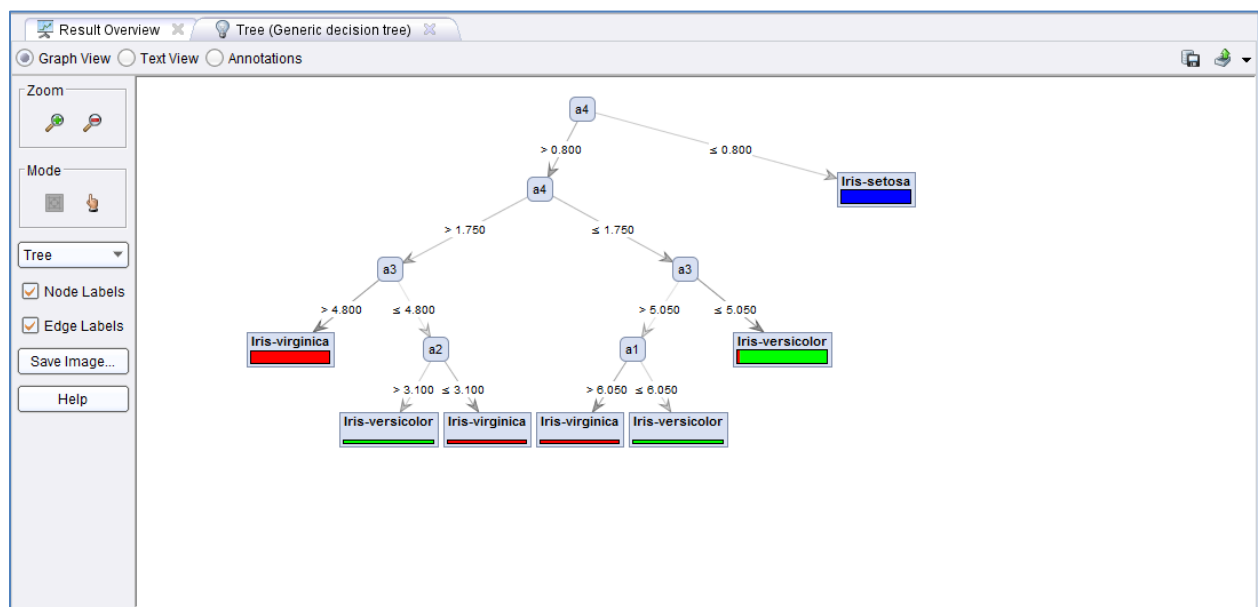 Result Overview
Tree (Generic decision tree)
Graph View Text View Annotations
Zoom
Mode
Tree
Node Labels
Edge Labels
Save Image...
Help
a4
> 0.800 ≤ 0.800
a4 Iris-setosa
> 1.750 ≤ 1.750
a3 a3
> 4.800 ≤ 4.800 > 5.050 ≤ 5.050
Iris-virginica a2 a1 Iris-versicolor
> 3.100 ≤ 3.100 > 6.050 ≤ 6.050
Iris-versicolor Iris-virginica Iris-virginica Iris-versicolor